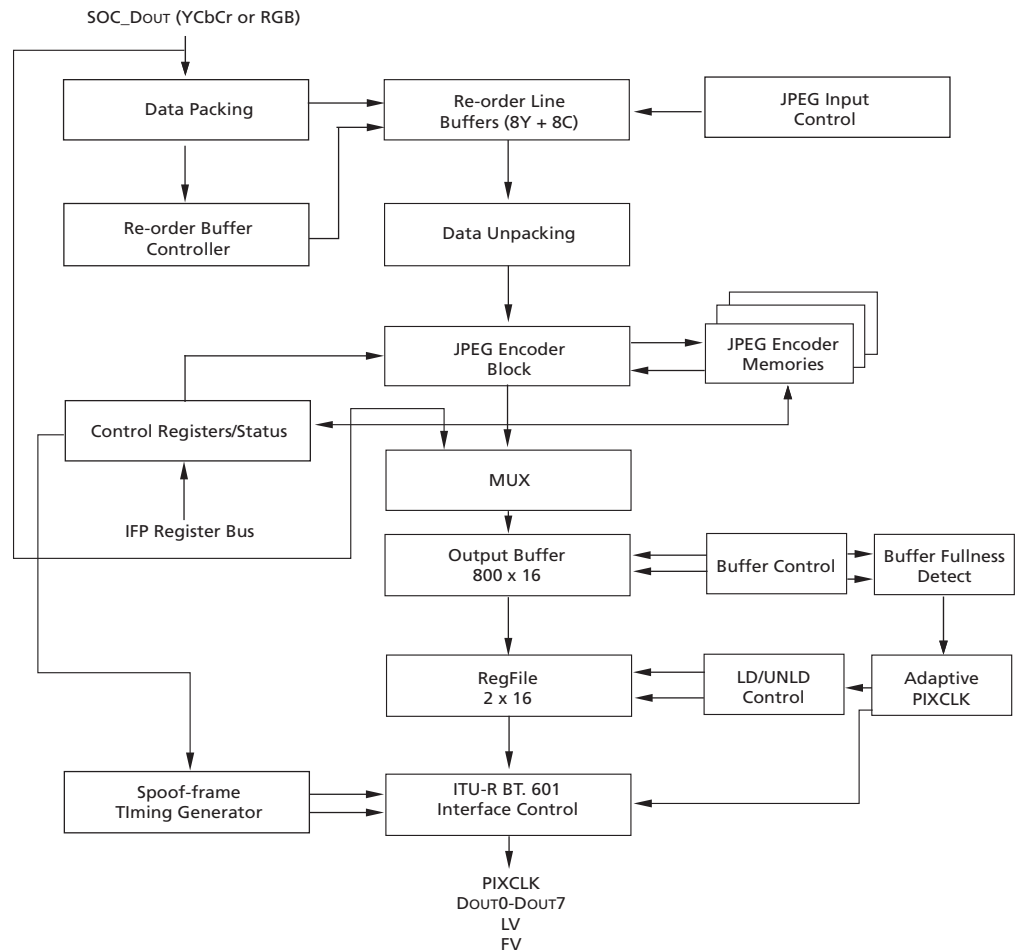 SOC_DOUT (YCbCr or RGB)
Data Packing
Re-order Line
Buffers (8Y + 8C)
JPEG Input
Control
Re-order Buffer
Controller
Data Unpacking
JPEG Encoder
Block
JPEG Encoder
Memories
Control Registers/Status
MUX
IFP Register Bus
Output Buffer
800 x 16
Buffer Control
Buffer Fullness
Detect
RegFile
2 x 16
LD/UNLD
Control
Adaptive
PIXCLK
Spoof-frame
TIming Generator
ITU-R BT. 601
Interface Control
PIXCLK
DOUT0-DOUT7
LV
FV